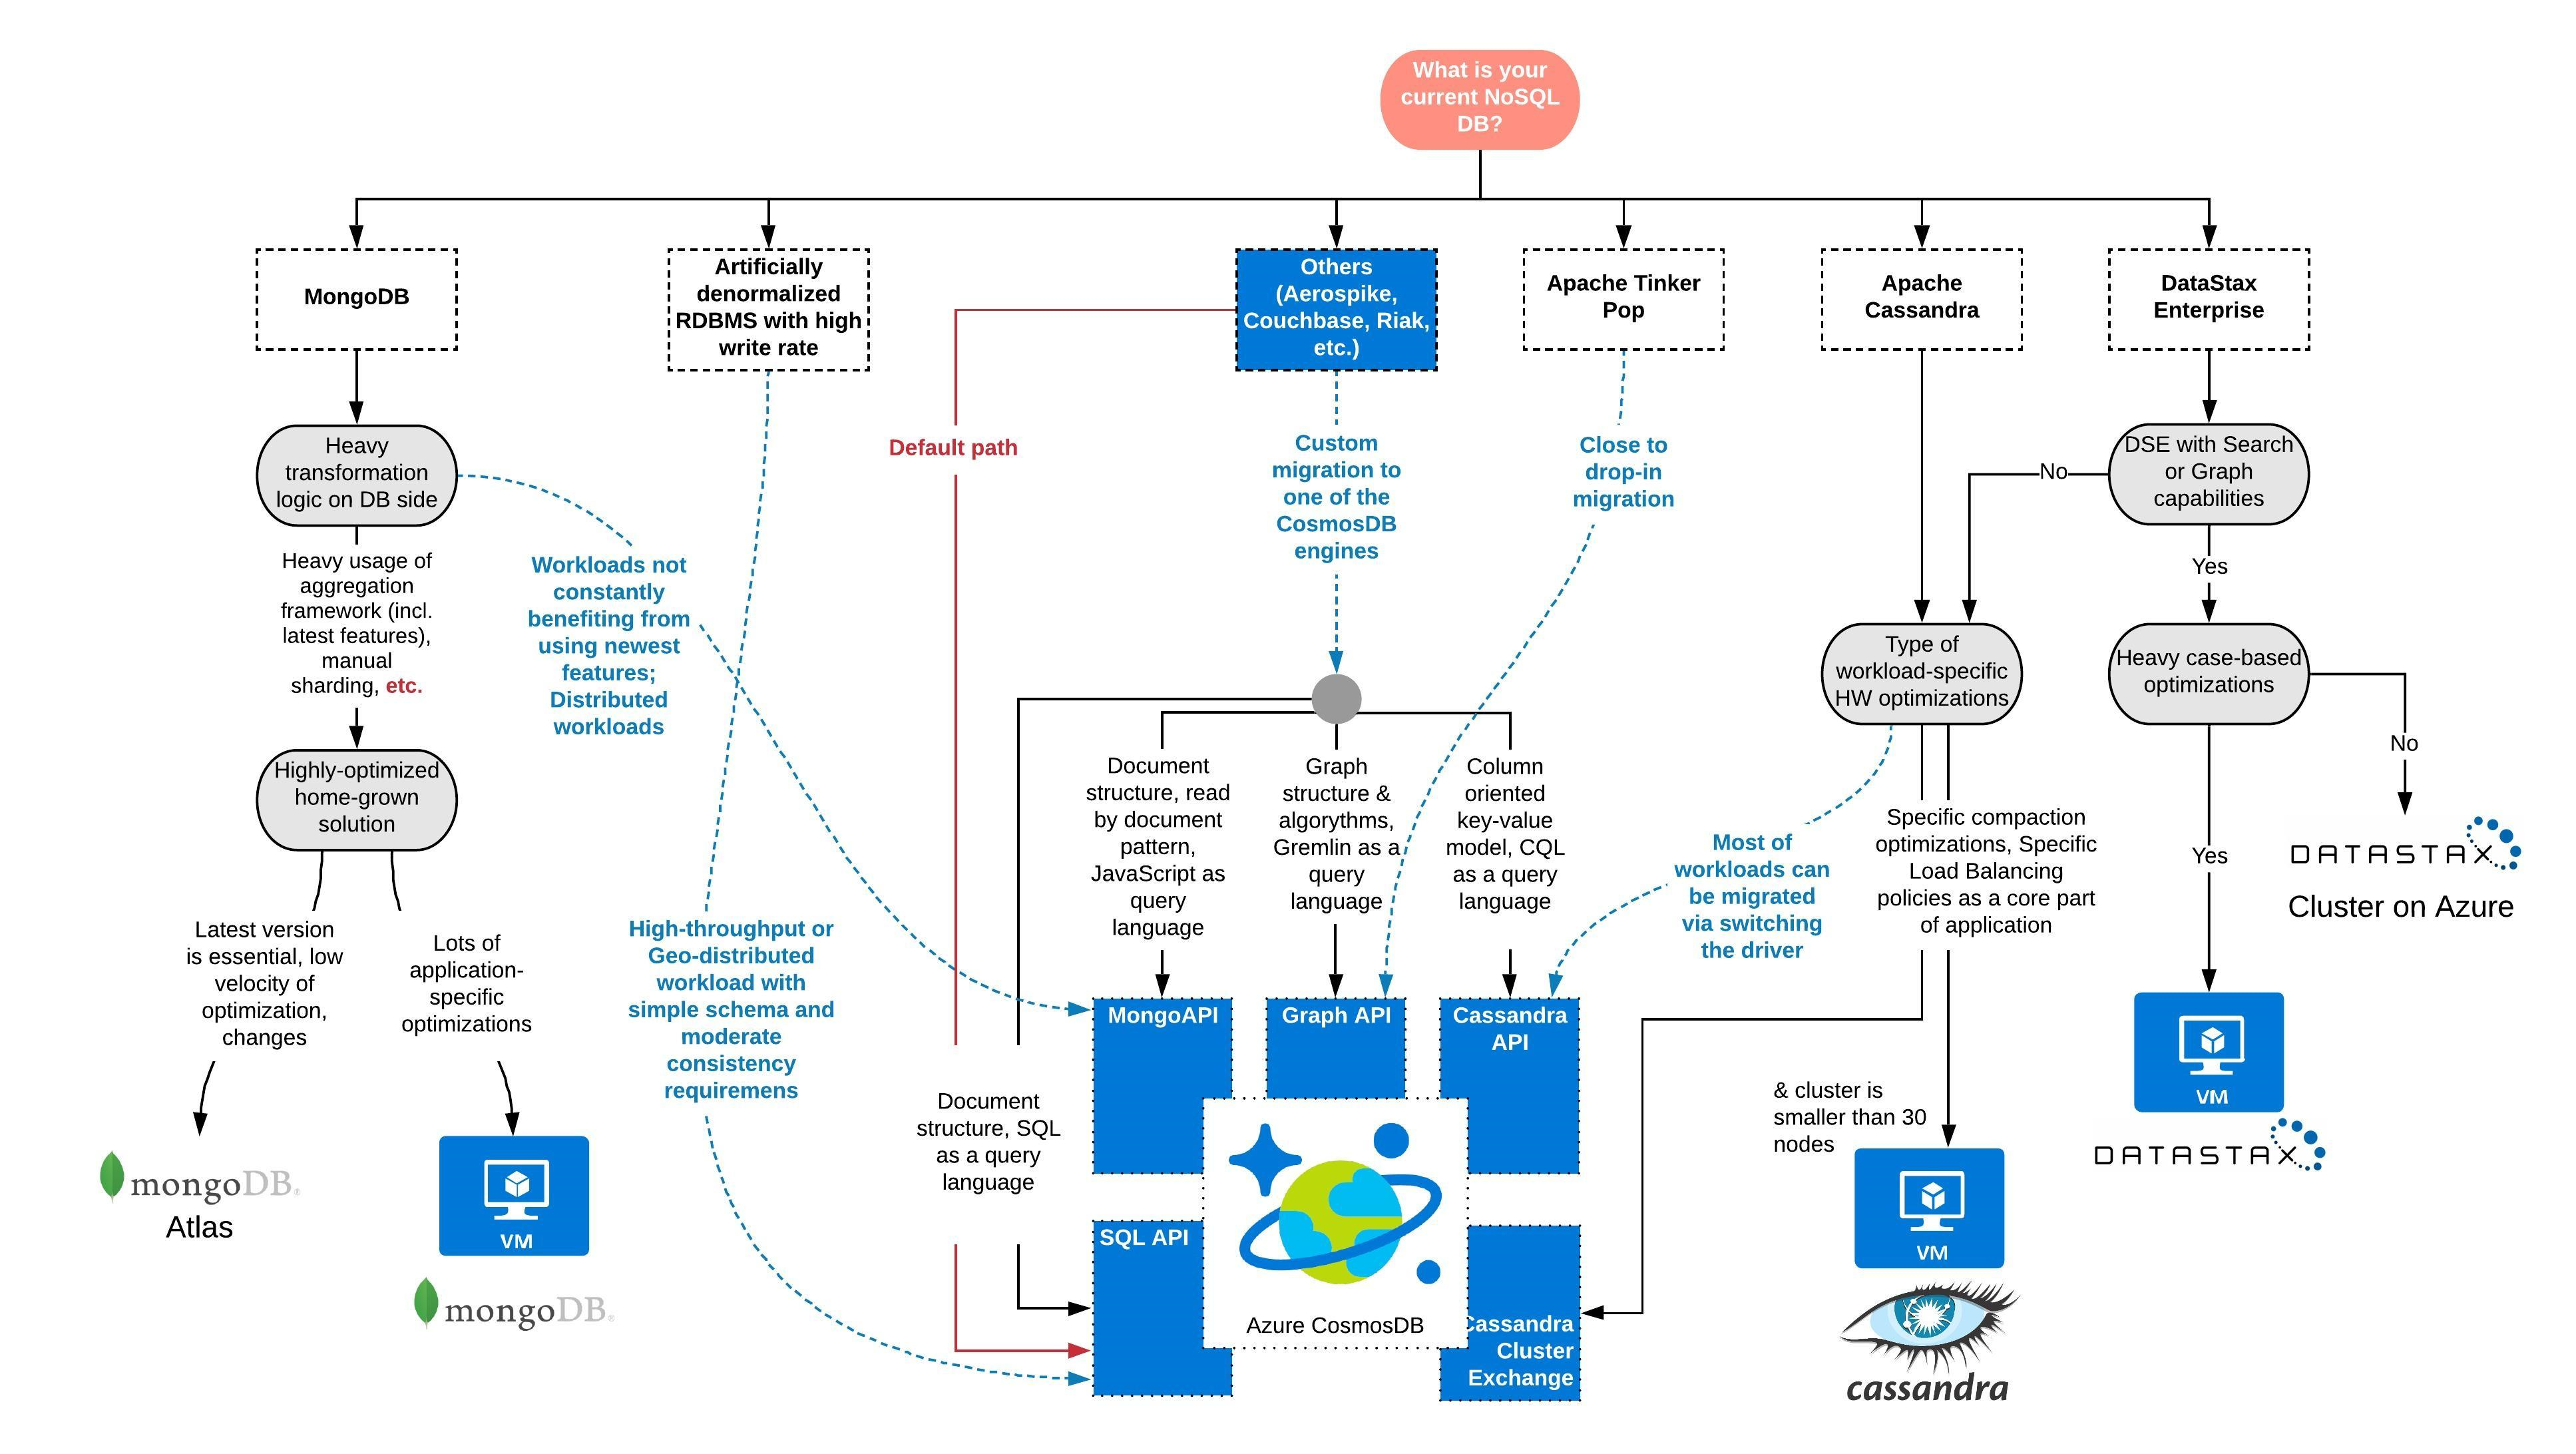 What is your
current NoSQL
DB?
MongoDB
Artificially
denormalized
RDBMS with high
write rate
Others
(Aerospike,
Couchbase, Riak,
etc.)
Apache Tinker
Pop
Apache
Cassandra
DataStax
Enterprise
Heavy
transformation
logic on DB side
Default path
Custom
migration to
one of the
CosmosDB
engines
Close to
drop-in
migration
No
DSE with Search
or Graph
capabilities
Yes
Heavy usage of
aggregation
framework (incl.
latest features),
manual
sharding, etc.
Workloads not
constantly
benefiting from
using newest
features;
Distributed
workloads
Type of
workload-specific
HW optimizations
Heavy case-based
optimizations
No
Highly-optimized
home-grown
solution
Document
structure, read
by document
pattern,
JavaScript as
query
language
Graph
structure &
algorythms,
Gremlin as a
query
language
Column
oriented
key-value
model, CQL
as a query
language
Most of
workloads can
be migrated
via switching
the driver
Specific compaction
optimizations, Specific
Load Balancing
policies as a core part
of application
Yes
DATASTAX
Cluster on Azure
Latest version
is essential, low
velocity of
optimization,
changes
Lots of
application-
specific
optimizations
High-throughput or
Geo-distributed
workload with
simple schema and
moderate
consistency
requiremens
MongoAPI
Graph API
Cassandra
API
Document
structure, SQL
as a query
language
& cluster is
smaller than 30
nodes
VM
DATASTAX
mongoDB®
Atlas
VM
mongoDB®
SQL API
Azure CosmosDB
Cassandra
Cluster
Exchange
VM
cassandra